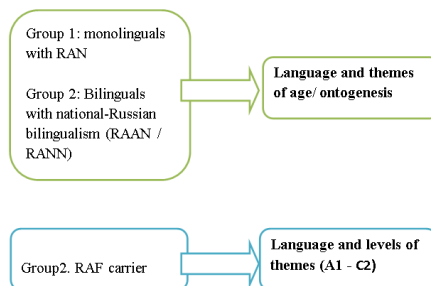 Group 1: monolinguals
with RAN
Group 2: Bilinguals
with national-Russian
bilingualism (RAAN /
RANN)
Language and themes
of age/ ontogenesis
Group2. RAF carrier
Language and levels of
themes (A1 - C2)